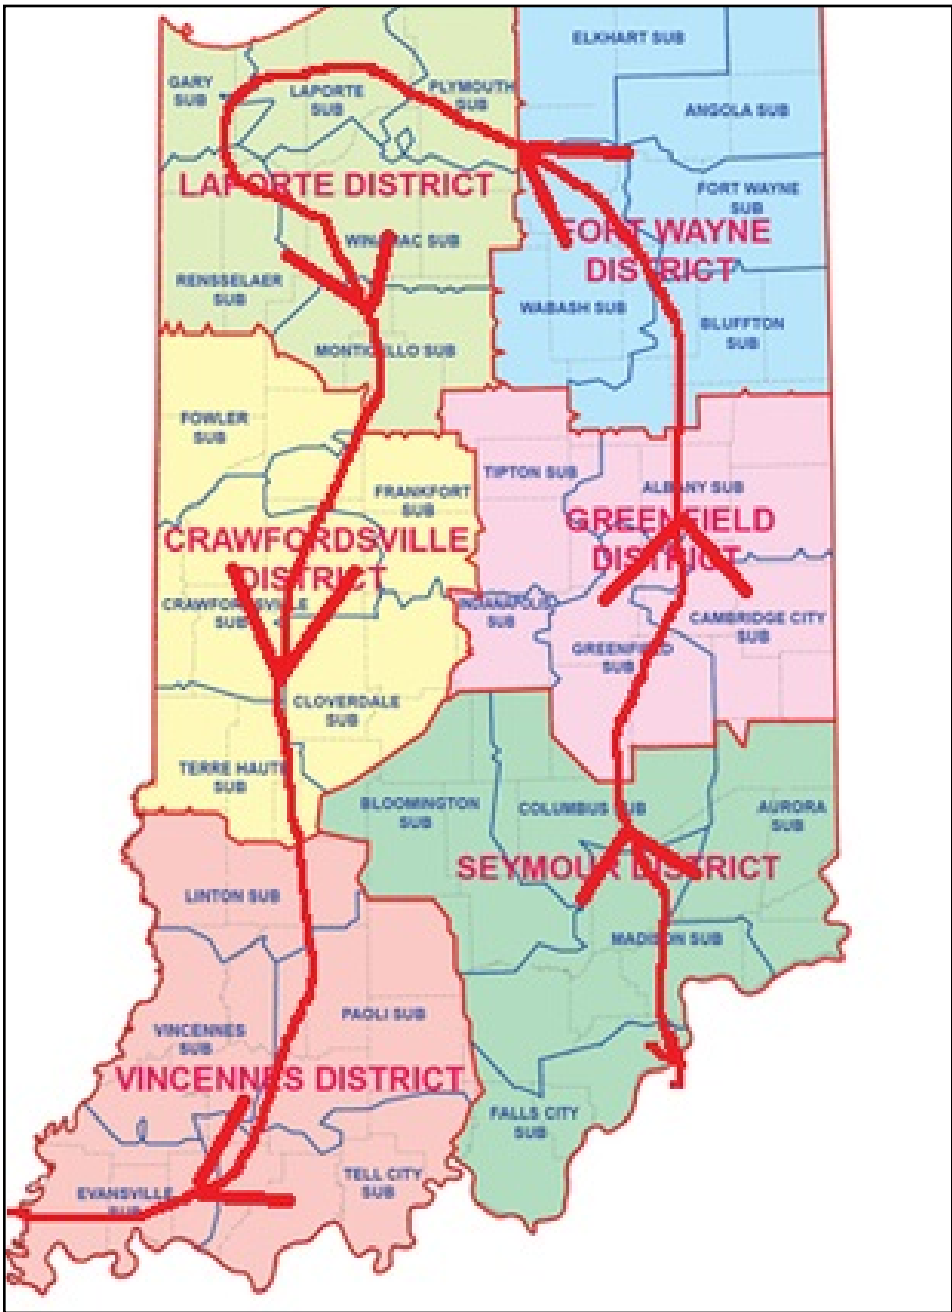 ELKHART SUB
GARY
SUB
LAPORTE
SUB
PLYMOUTH
SUB
ANGOLA SUB
LAPORTE DISTRICT
FORT WAYNE
SUB
WINAMAC SUB
FORT WAYNE
DISTRICT
RENSSELAER
SUB
WABASH SUB
BLUFFTON
SUB
MONTICELLO SUB
FOWLER
SUB
TIPTON SUB
FRANKFORT
SUB
ALBANY SUB
CRAWFORDSVILLE
DISTRICT
GREENFIELD
DISTRICT
CRAWFORDSVILLE
SUB
INDIANAPOLIS
SUB
CAMBRIDGE CITY
SUB
GREENFIELD
SUB
CLOVERDALE
SUB
TERRE HAUTE
SUB
BLOOMINGTON
SUB
COLUMBUS SUB
AURORA
SUB
SEYMOUR DISTRICT
LINTON SUB
MADISON SUB
PAOLI SUB
VINCENNES
SUB
VINCENNES DISTRICT
FALLS CITY
SUB
TELL CITY
SUB
EVANSVILLE
SUB